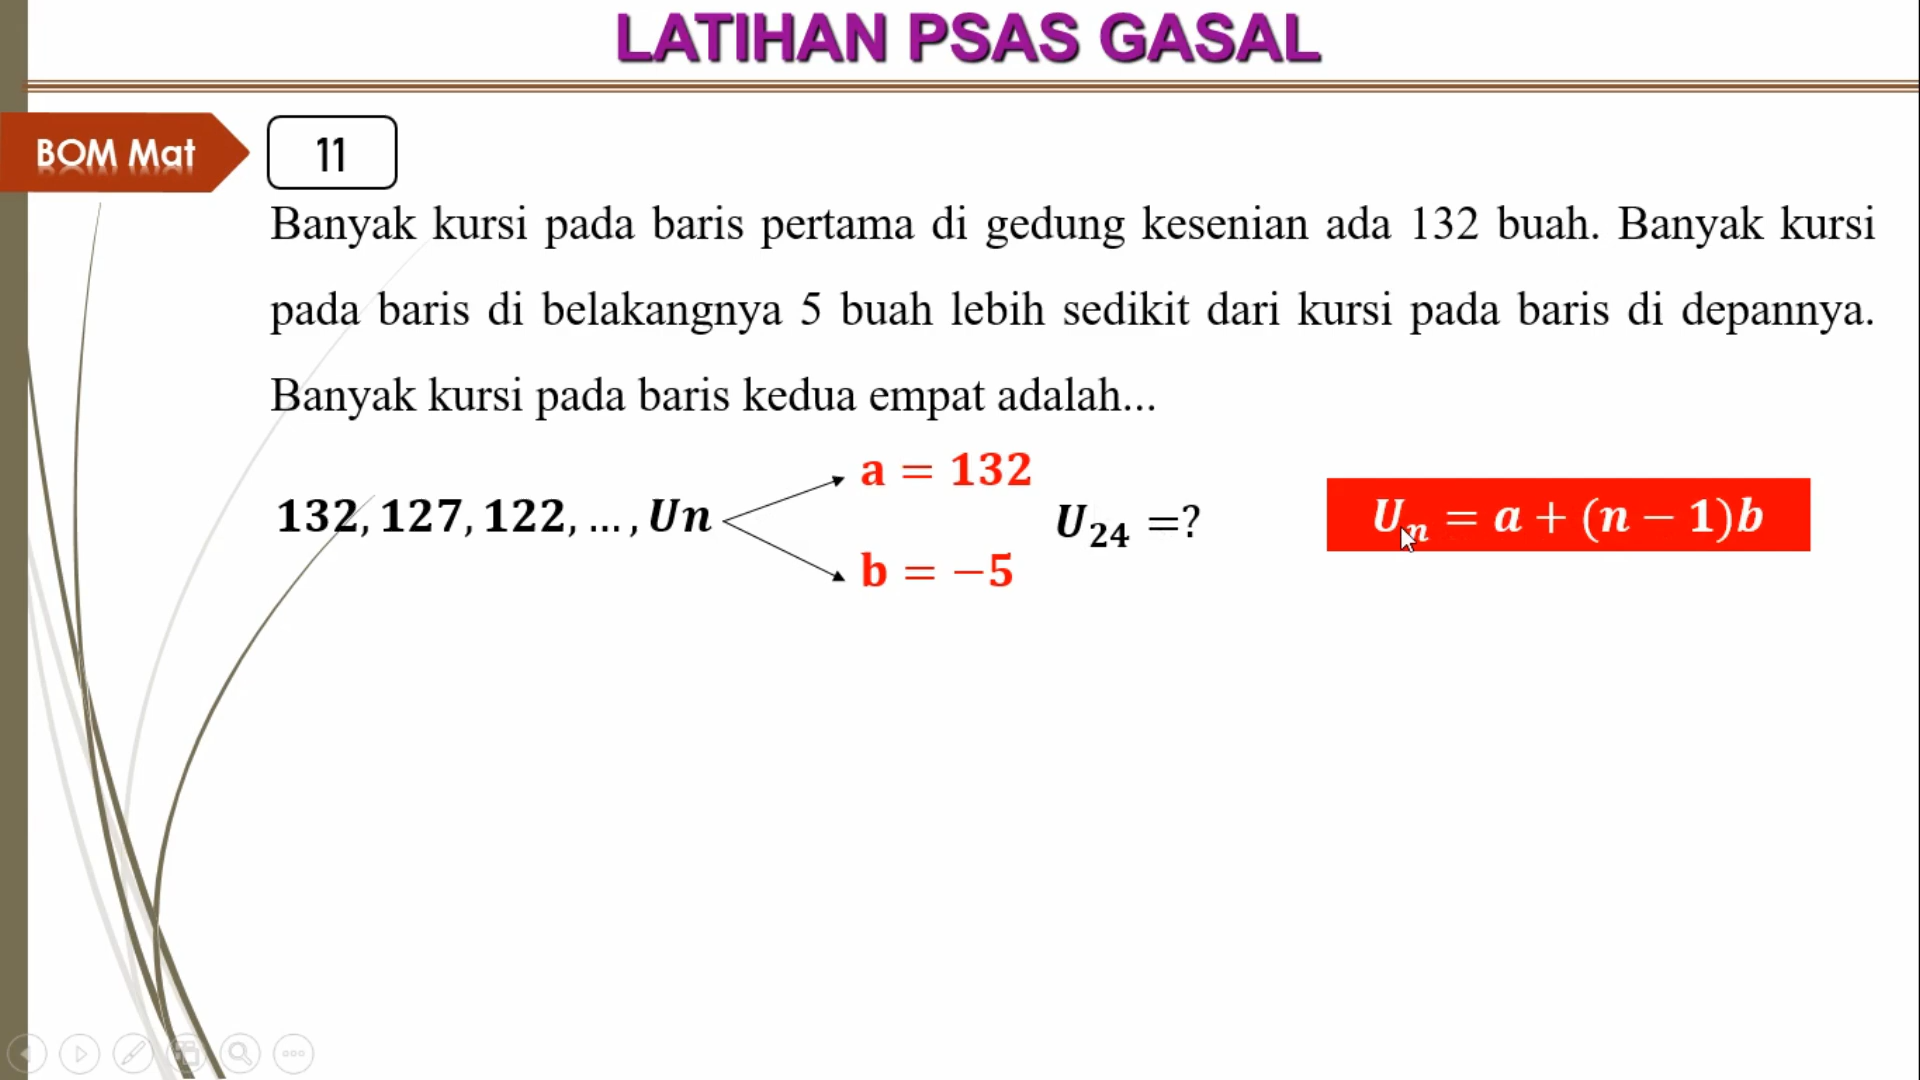 LATIHAN PSAS GASAL
BOM Mat
11
Banyak kursi pada baris pertama di gedung kesenian ada 132 buah. Banyak kursi
pada baris di belakangnya 5 buah lebih sedikit dari kursi pada baris di depannya.
Banyak kursi pada baris kedua empat adalah...
a = 132
132, 127, 122, ... , Un
U₂₄ =?
Uₙ = a + (n − 1)b
b = −5